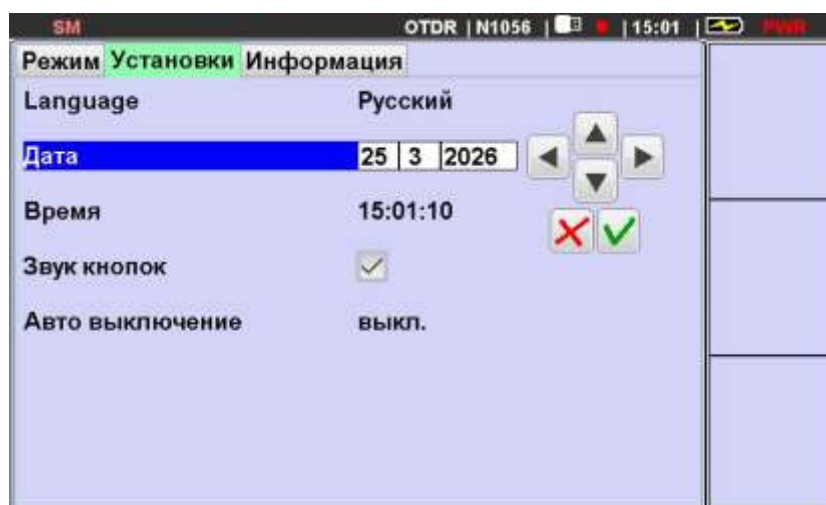 SM OTDR | N1056 | | 15:01 | PWR
Режим Установки Информация
Language Русский
Дата 25 3 2026
Время 15:01:10
Звук кнопок
Авто выключение выкл.